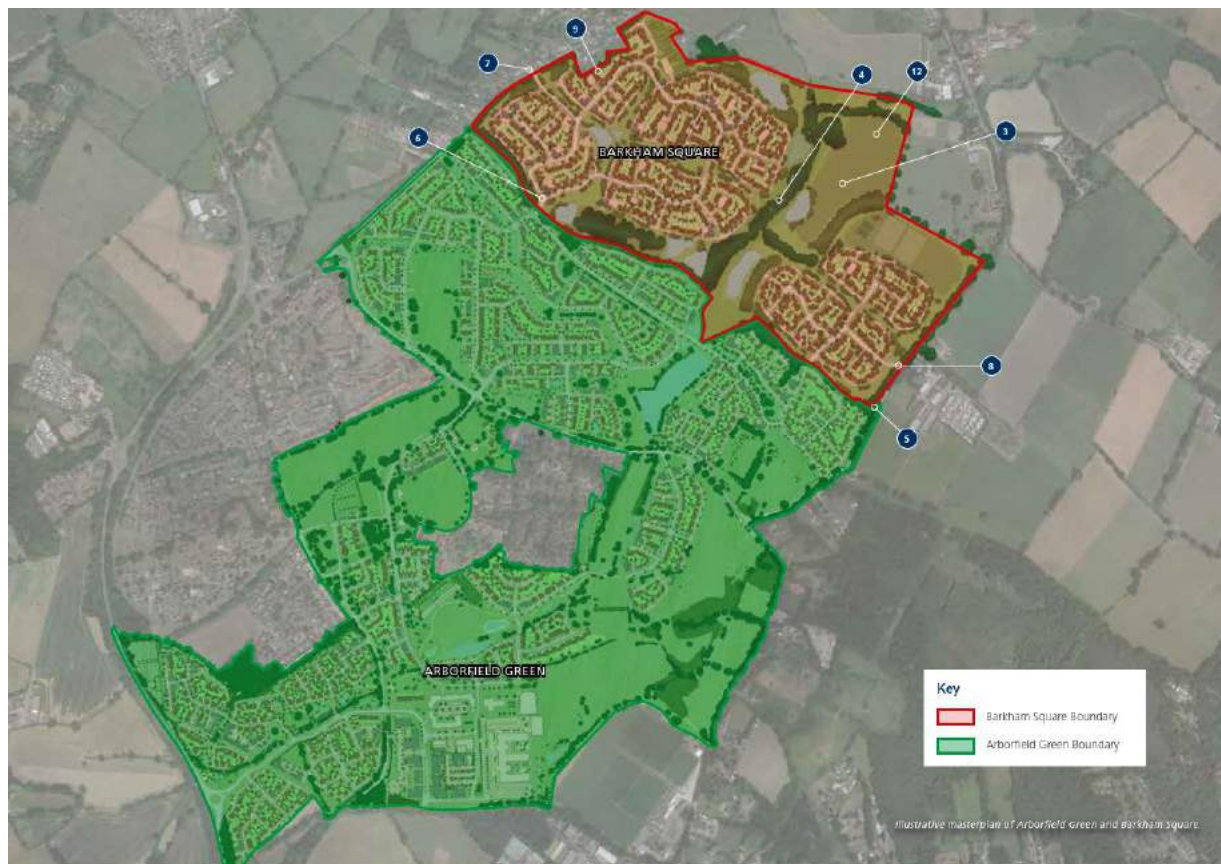 9
7
4
12
6
BARKHAM SQUARE
3
8
5
ARBORFIELD GREEN
Key
Barkham Square Boundary
Arborfield Green Boundary
Illustrative masterplan of Arborfield Green and Barkham Square.